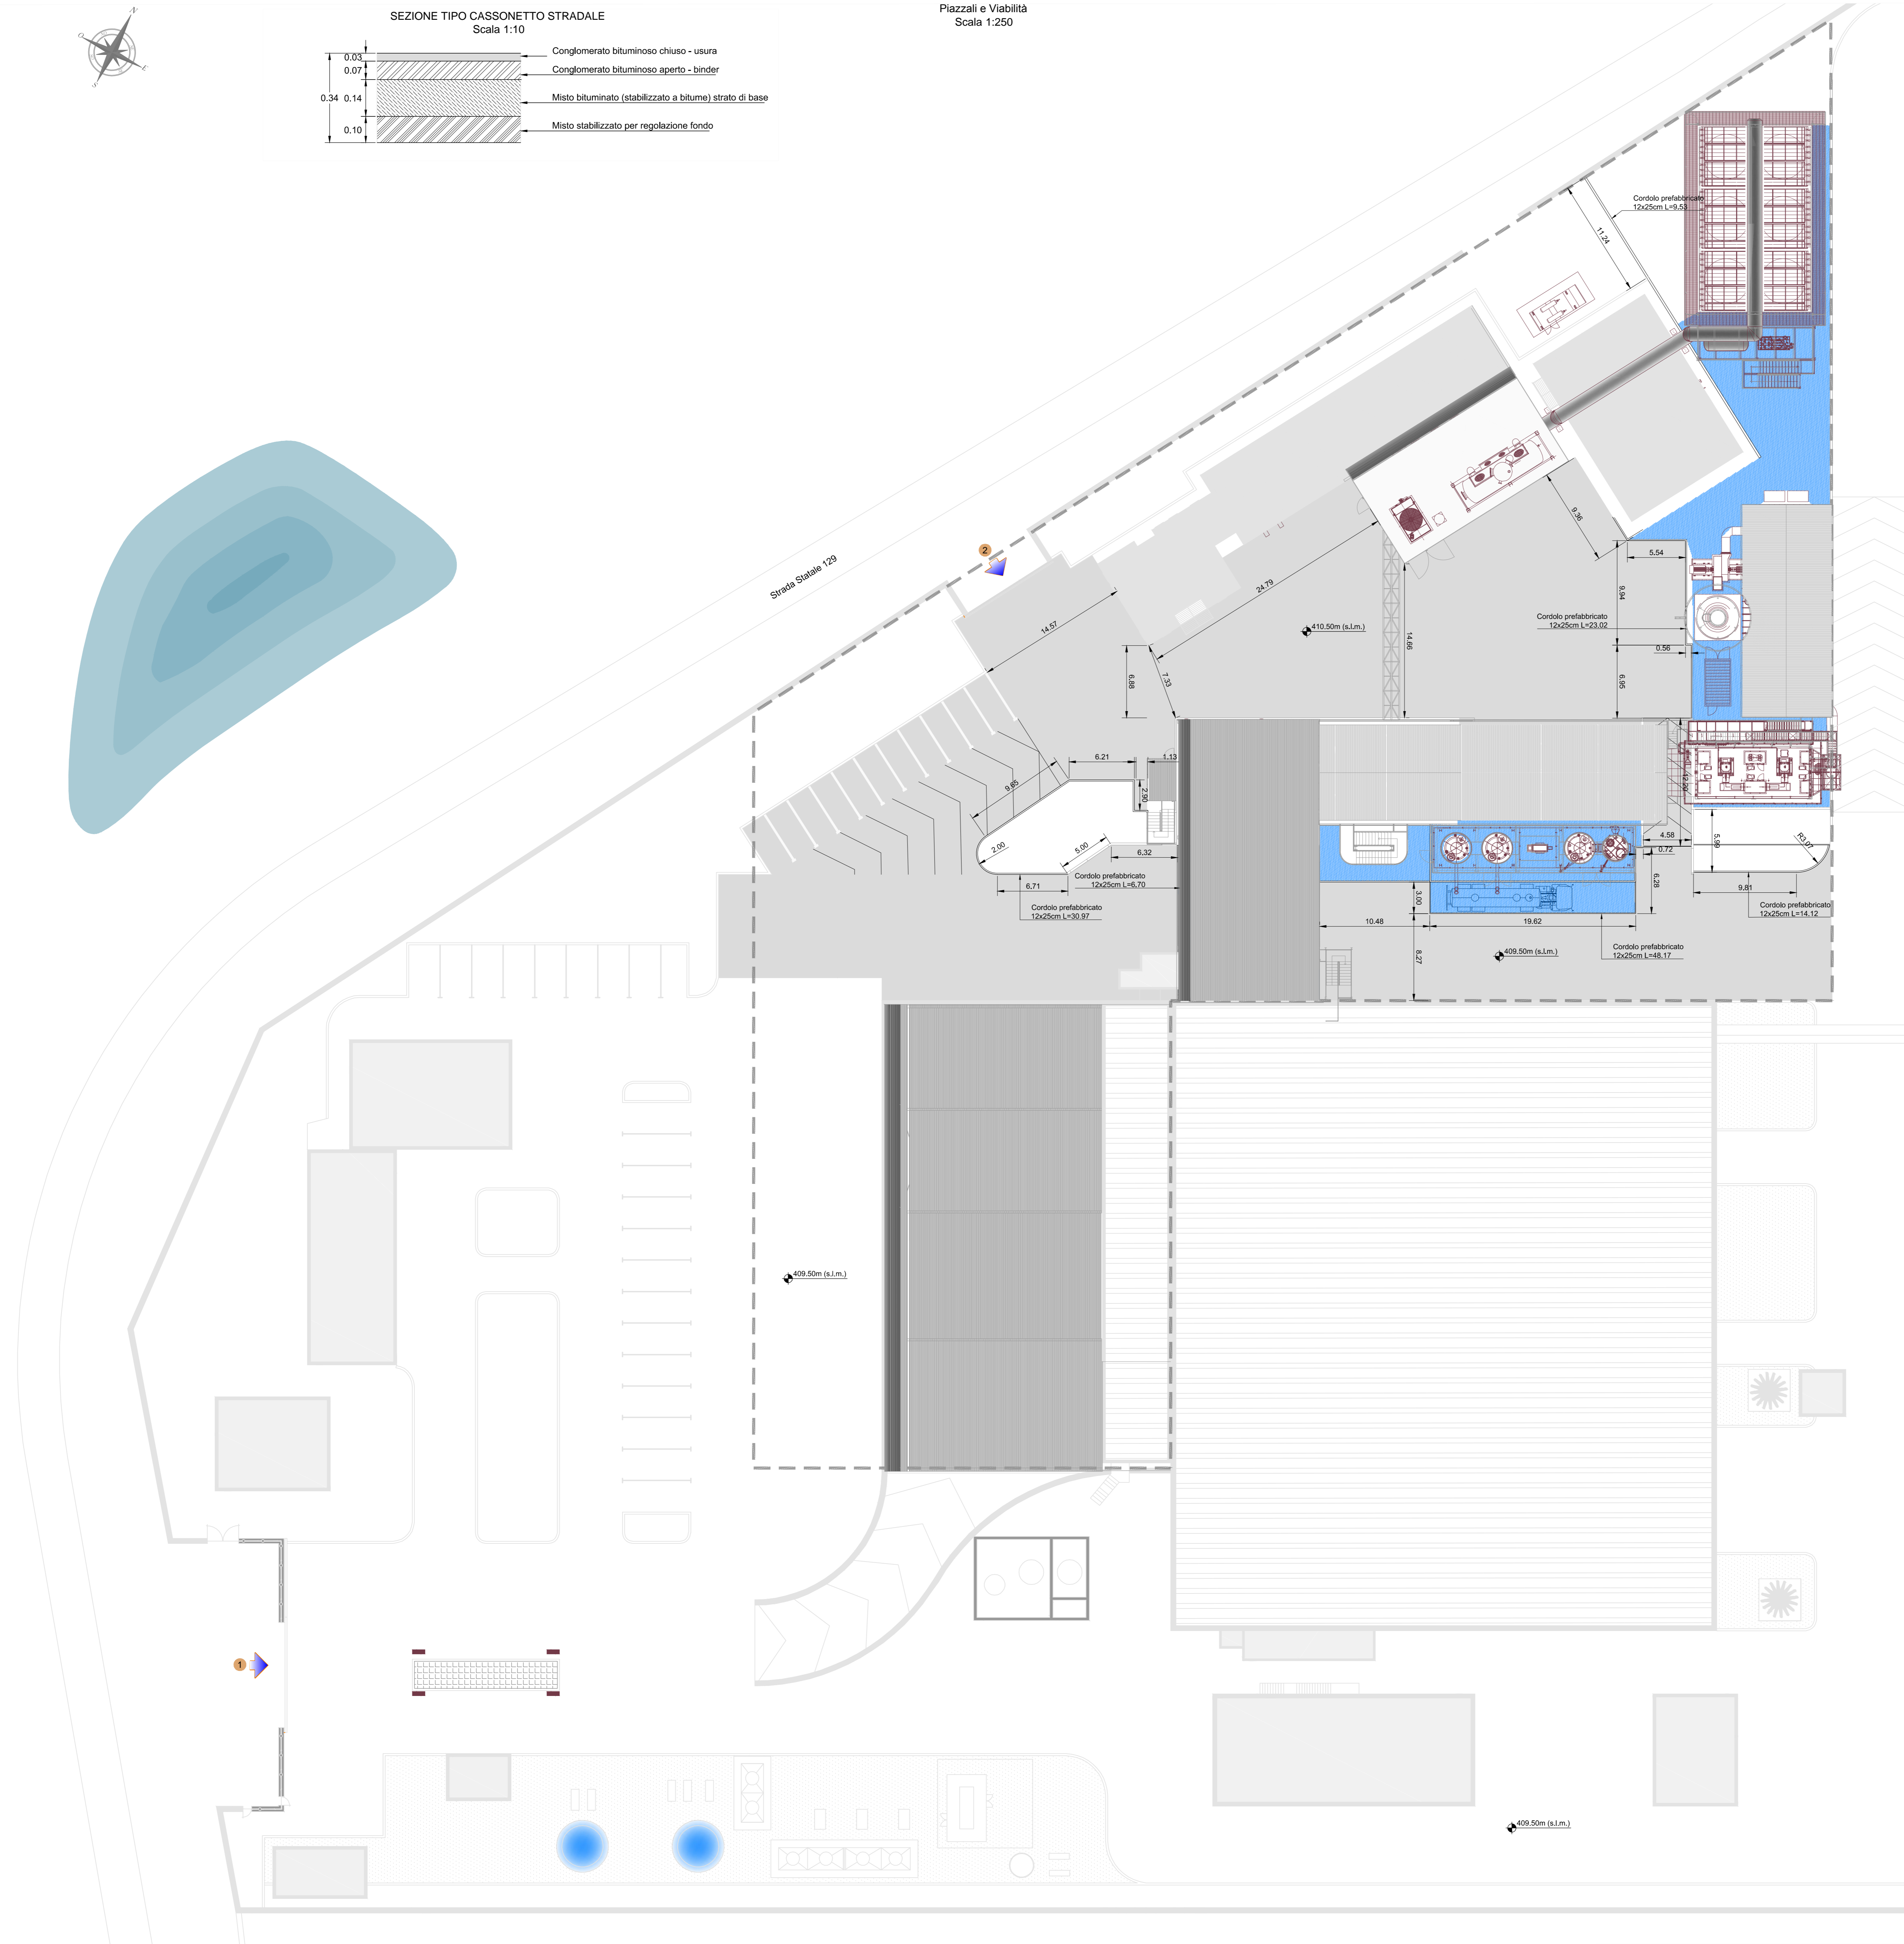 Piazzali e Viabilità
Scala 1:250
N
O
E
S
SEZIONE TIPO CASSONETTO STRADALE
Scala 1:10
0.03
Conglomerato bituminoso chiuso - usura
0.07
Conglomerato bituminoso aperto - binder
0.34
0.14
Misto bituminato (stabilizzato a bitume) strato di base
0.10
Misto stabilizzato per regolazione fondo
Cordolo prefabbricato
12x25cm L=9.53
11.24
9.36
2
Strada Statale 129
5.54
24.79
9.94
14.57
Cordolo prefabbricato
12x25cm L=23.02
410.50m (s.l.m.)
14.66
0.56
6.88
7.33
6.95
6.21
1.13
9.65
2.90
12.20
2.00
5.00
6.32
4.58
0.72
5.99
R3.07
Cordolo prefabbricato
12x25cm L=6,70
6.71
3.00
6.28
9.81
Cordolo prefabbricato
12x25cm L=30.97
Cordolo prefabbricato
12x25cm L=14.12
10.48
19.62
8.27
409.50m (s.l.m.)
Cordolo prefabbricato
12x25cm L=48.17
409.50m (s.l.m.)
1
409.50m (s.l.m.)